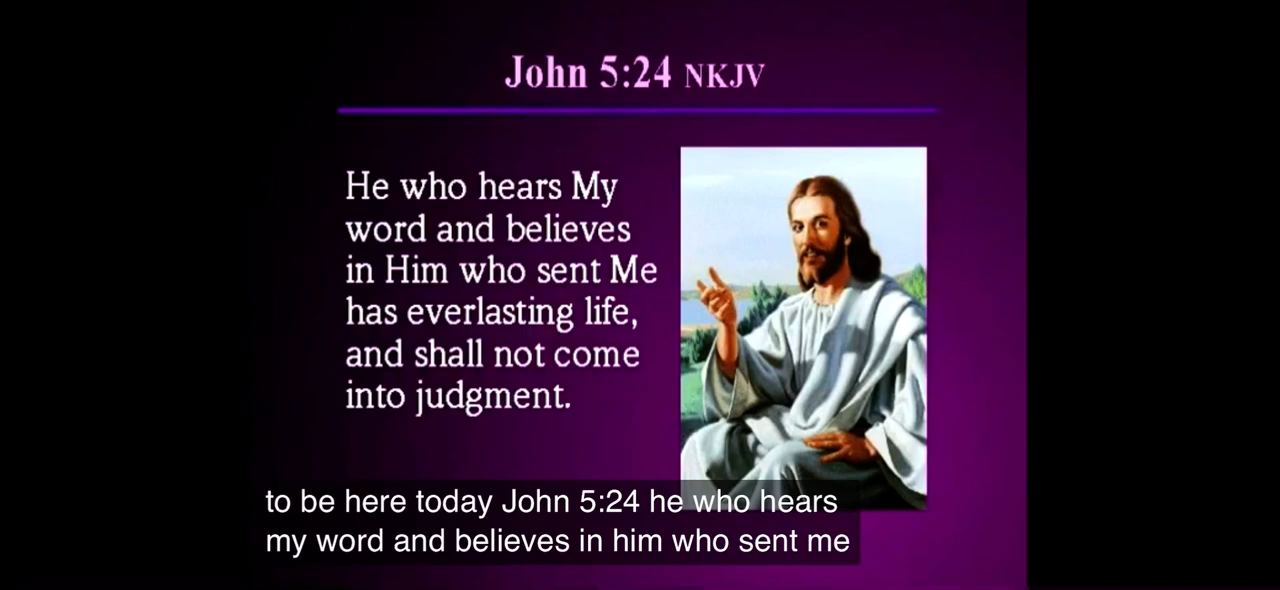 John 5:24 NKJV
He who hears My
word and believes
in Him who sent Me
has everlasting life,
and shall not come
into judgment.
to be here today John 5:24 he who hears
my word and believes in him who sent me